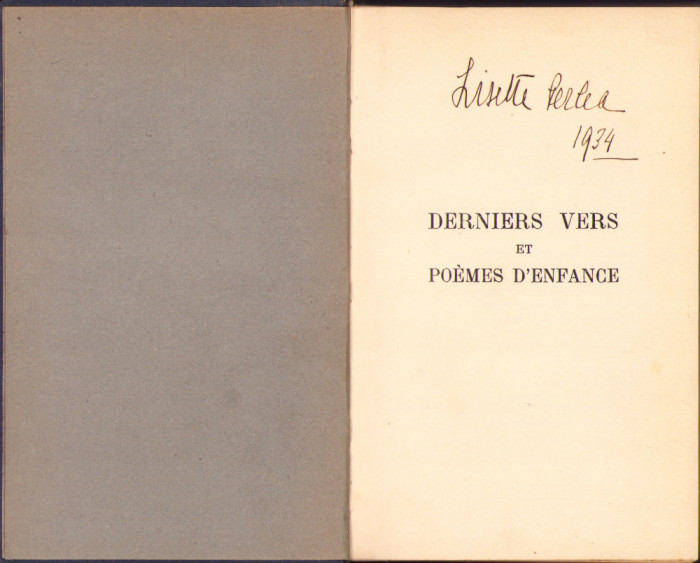 Lisette Perlea
1934
DERNIERS VERS
ET
POÈMES D'ENFANCE